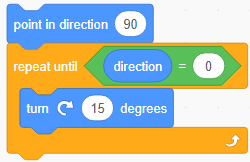 point in direction 90
repeat until direction = 0
turn 15 degrees